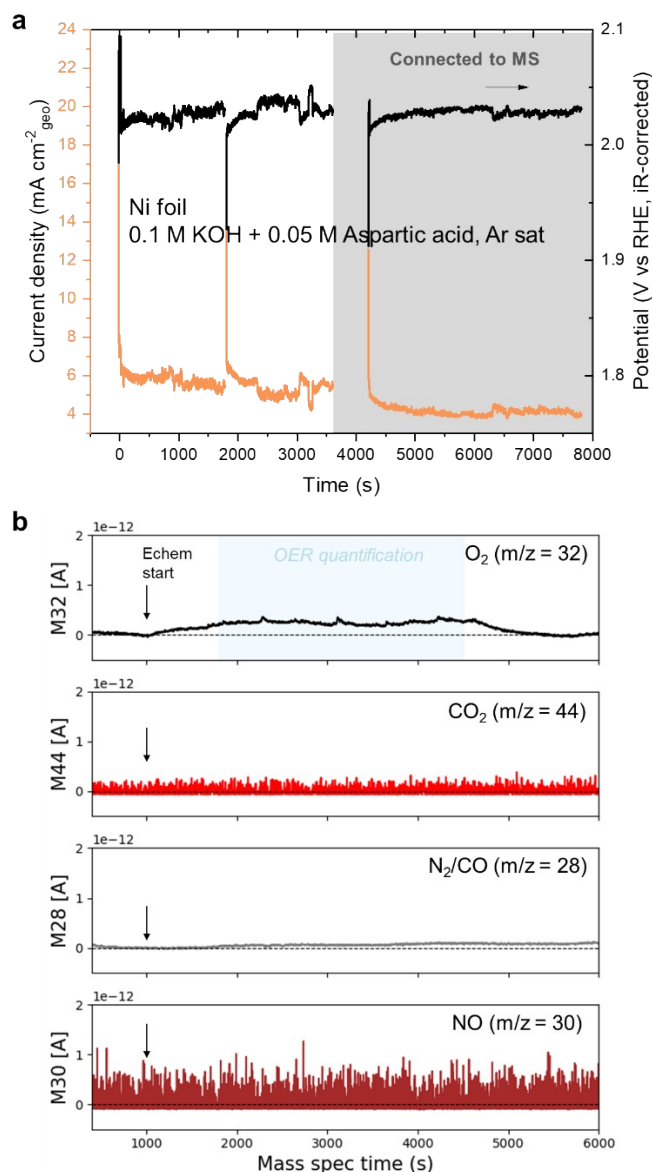 a
Connected to MS
Ni foil
0.1 M KOH + 0.05 M Aspartic acid, Ar sat
Current density (mA cm⁻²geo)
24
22
20
18
16
14
12
10
8
6
4
2.1
2.0
1.9
1.8
Potential (V vs RHE, iR-corrected)
0 1000 2000 3000 4000 5000 6000 7000 8000
Time (s)
b
1e−12
Echem
start
OER quantification
O₂ (m/z = 32)
M32 [A]
2
1
0
1e−12
CO₂ (m/z = 44)
M44 [A]
2
1
0
1e−12
N₂/CO (m/z = 28)
M28 [A]
2
1
0
1e−12
NO (m/z = 30)
M30 [A]
2
1
0
1000 2000 3000 4000 5000 6000
Mass spec time (s)